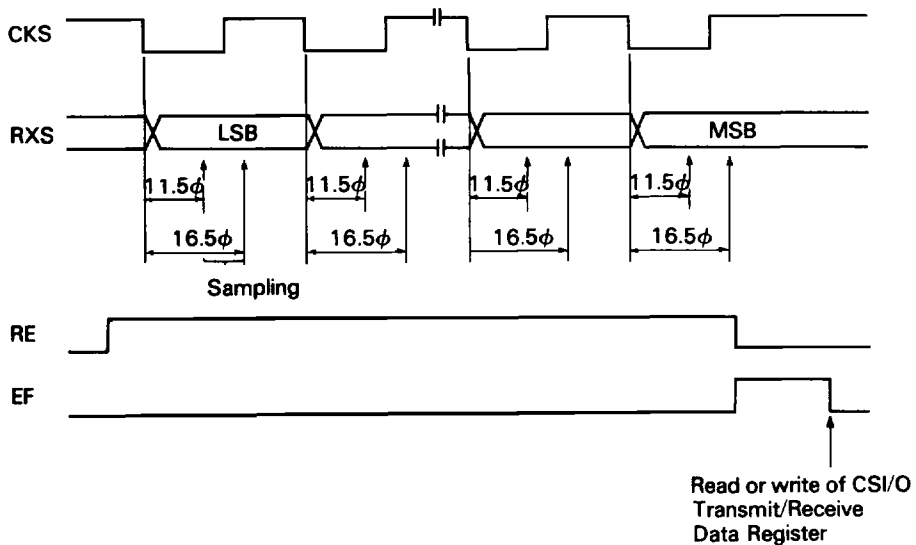 CKS
RXS
LSB
MSB
11.5ϕ
11.5ϕ
11.5ϕ
11.5ϕ
16.5ϕ
16.5ϕ
16.5ϕ
16.5ϕ
Sampling
RE
EF
Read or write of CSI/O
Transmit/Receive
Data Register